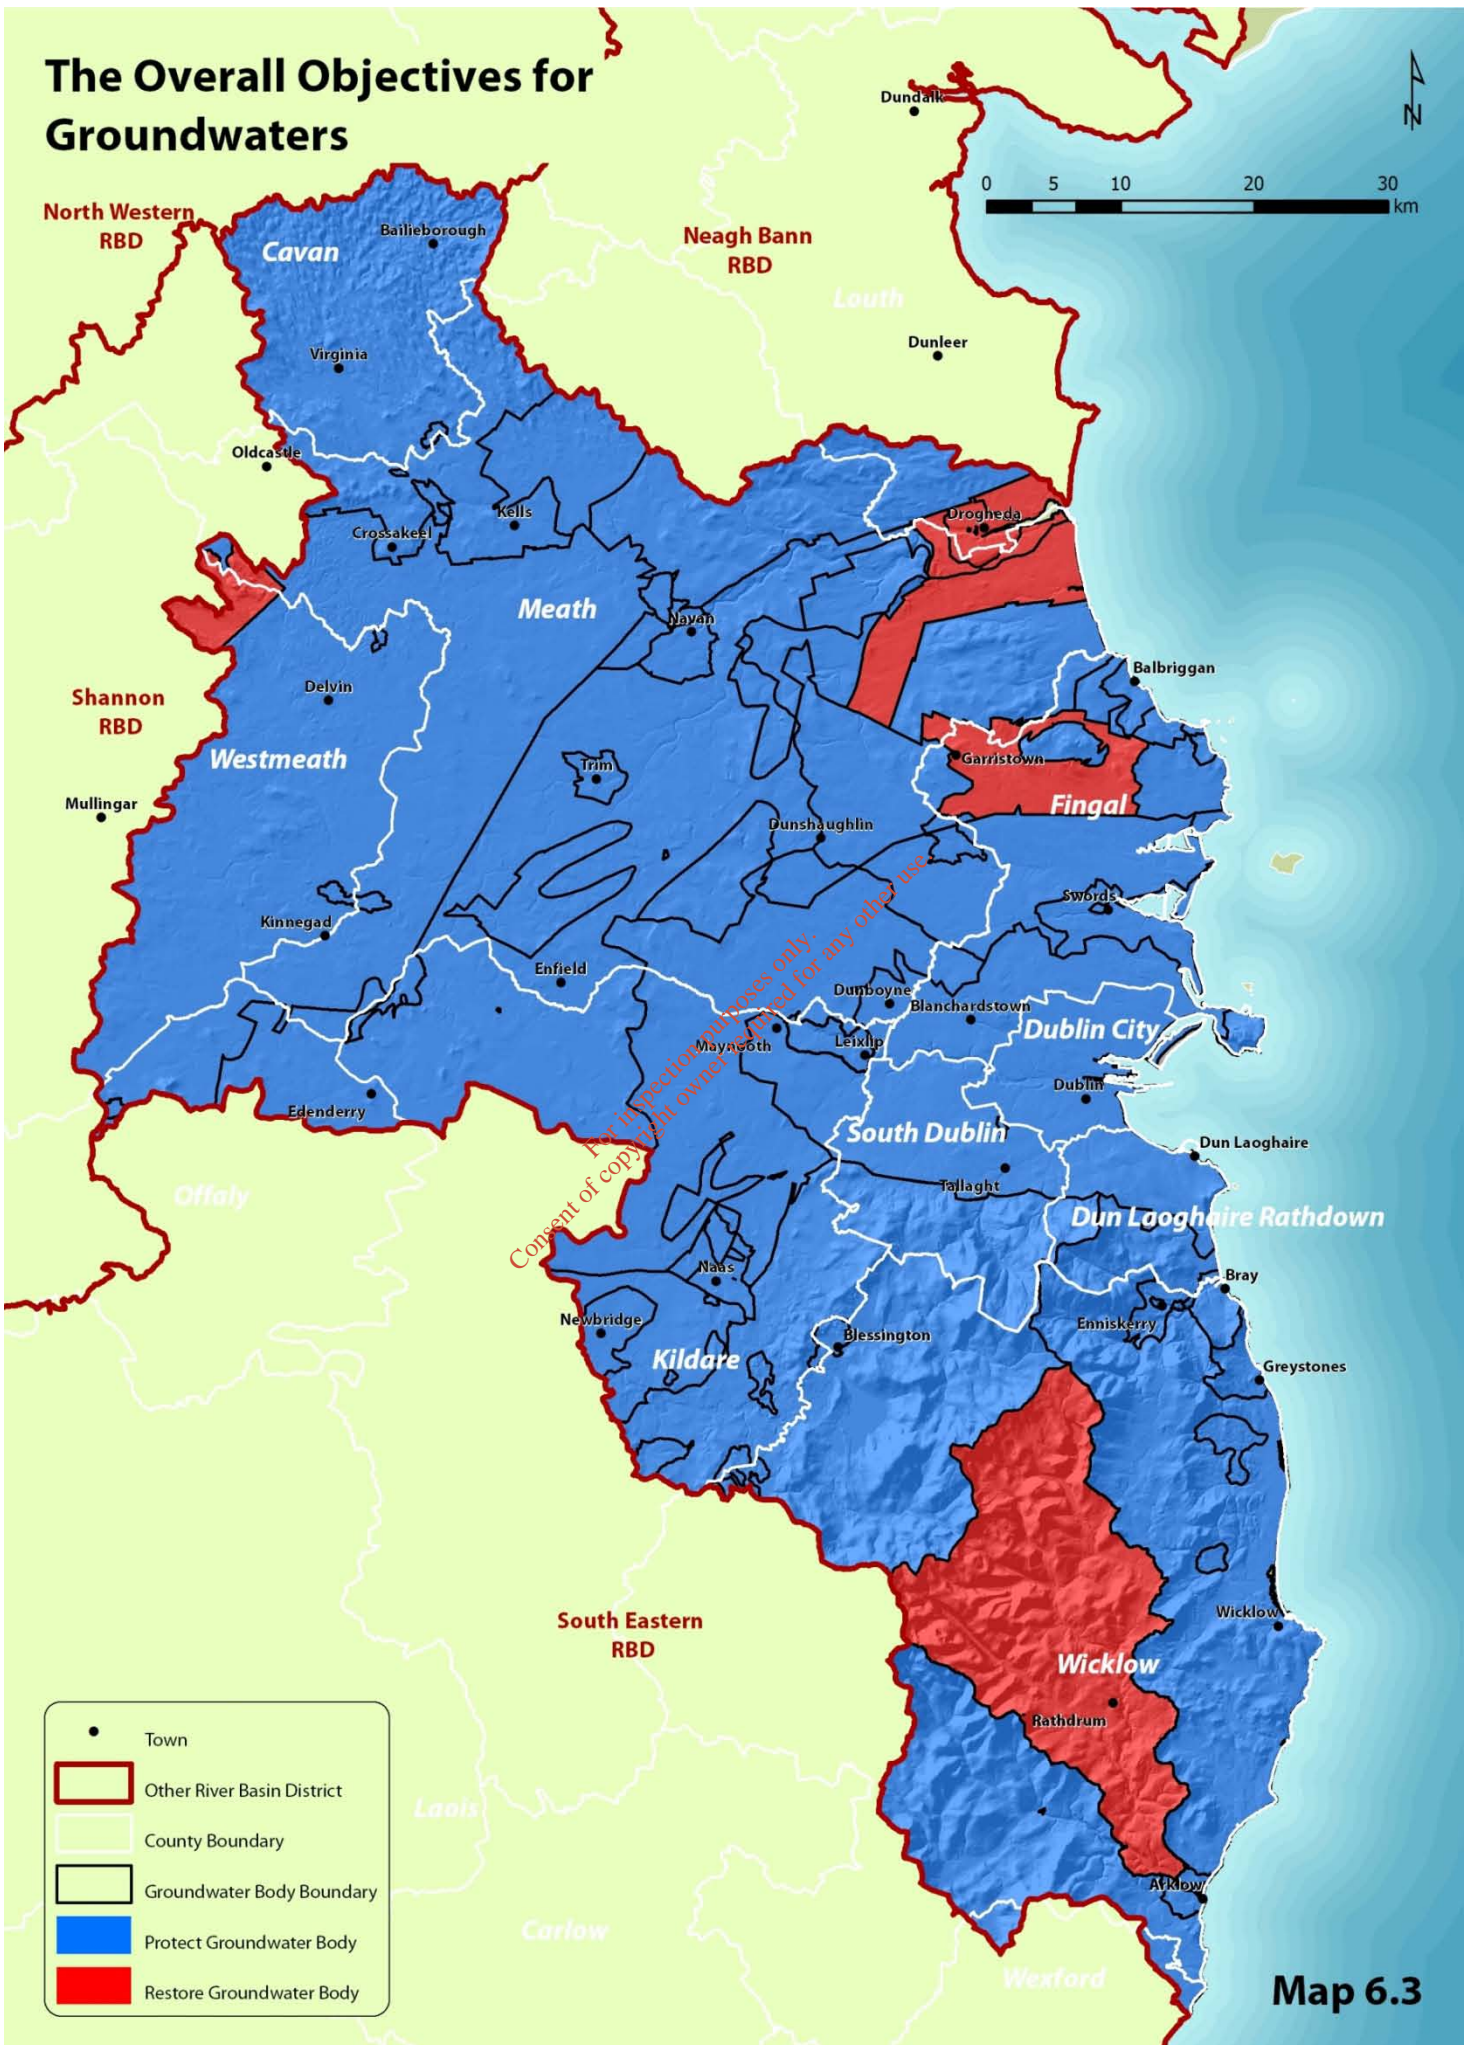 The Overall Objectives for
Groundwaters
Dundalk
N
0 5 10 20 30
km
North Western
RBD
Bailieborough
Cavan
Neagh Bann
RBD
Louth
Dunleer
Virginia
Oldcastle
Kells
Crossakeel
Drogheda
Meath
Navan
Balbriggan
Delvin
Shannon
RBD
Westmeath
Trim
Garristown
Fingal
Mullingar
Dunshaughlin
Swords
Kinnegad
Enfield
Dunboyne
Blanchardstown
Dublin City
Maynooth
Leixlip
Dublin
Edenderry
South Dublin
Dun Laoghaire
Tallaght
Offaly
Dun Laoghaire Rathdown
Naas
Bray
Newbridge
Enniskerry
Blessington
Kildare
Greystones
For inspection purposes only.
Consent of copyright owner required for any other use.
Wicklow
South Eastern
RBD
Wicklow
Rathdrum
Laois
Arklow
Carlow
Wexford
Town
Other River Basin District
County Boundary
Groundwater Body Boundary
Protect Groundwater Body
Restore Groundwater Body
Map 6.3